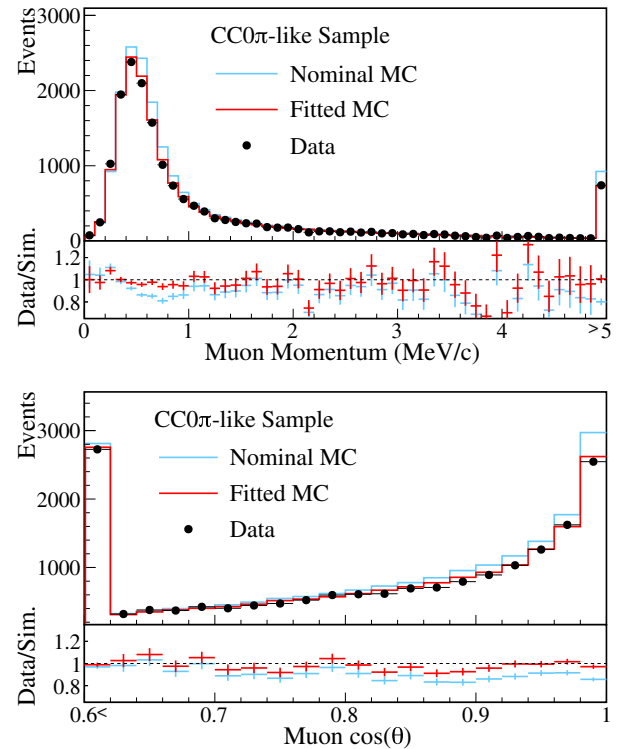 3000
2000
1000
0
Events
CC0π-like Sample
Nominal MC
Fitted MC
Data
1.2
1
0.8
Data/Sim.
0 1 2 3 4 >5
Muon Momentum (MeV/c)
3000
2000
1000
Events
CC0π-like Sample
Nominal MC
Fitted MC
Data
1.2
1
0.8
Data/Sim.
0.6< 0.7 0.8 0.9 1
Muon cos(θ)